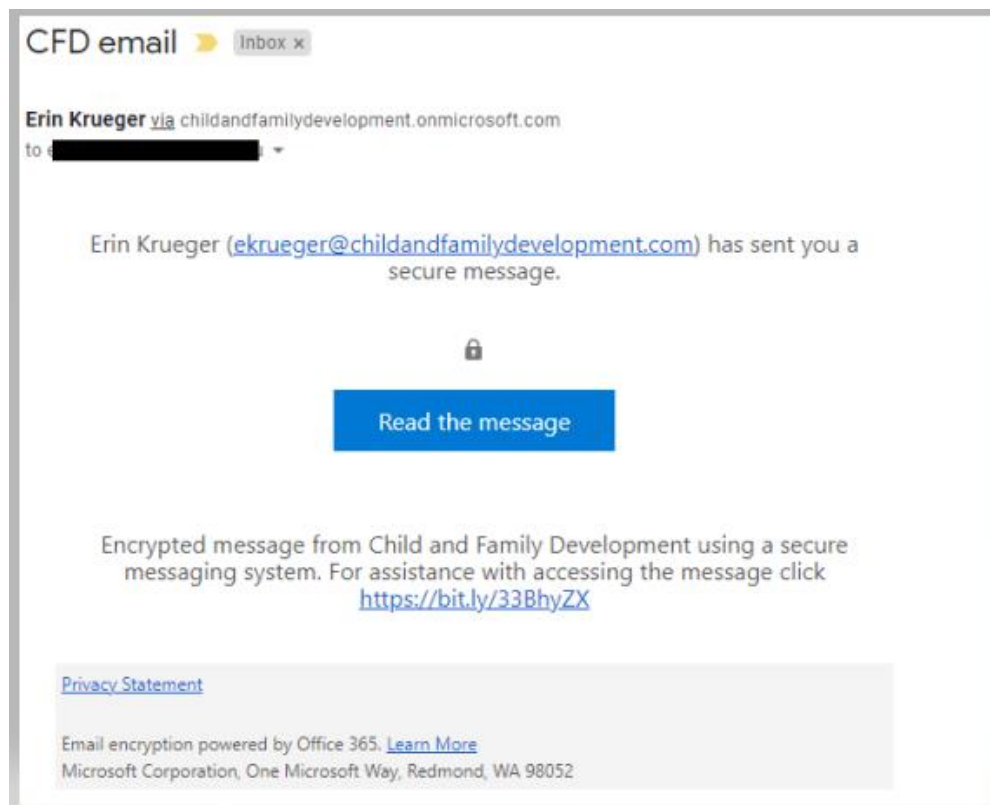 CFD email Inbox x
Erin Krueger via childandfamilydevelopment.onmicrosoft.com
to
Erin Krueger (ekrueger@childandfamilydevelopment.com) has sent you a
secure message.
Read the message
Encrypted message from Child and Family Development using a secure
messaging system. For assistance with accessing the message click
https://bit.ly/33BhyZX
Privacy Statement
Email encryption powered by Office 365. Learn More
Microsoft Corporation, One Microsoft Way, Redmond, WA 98052